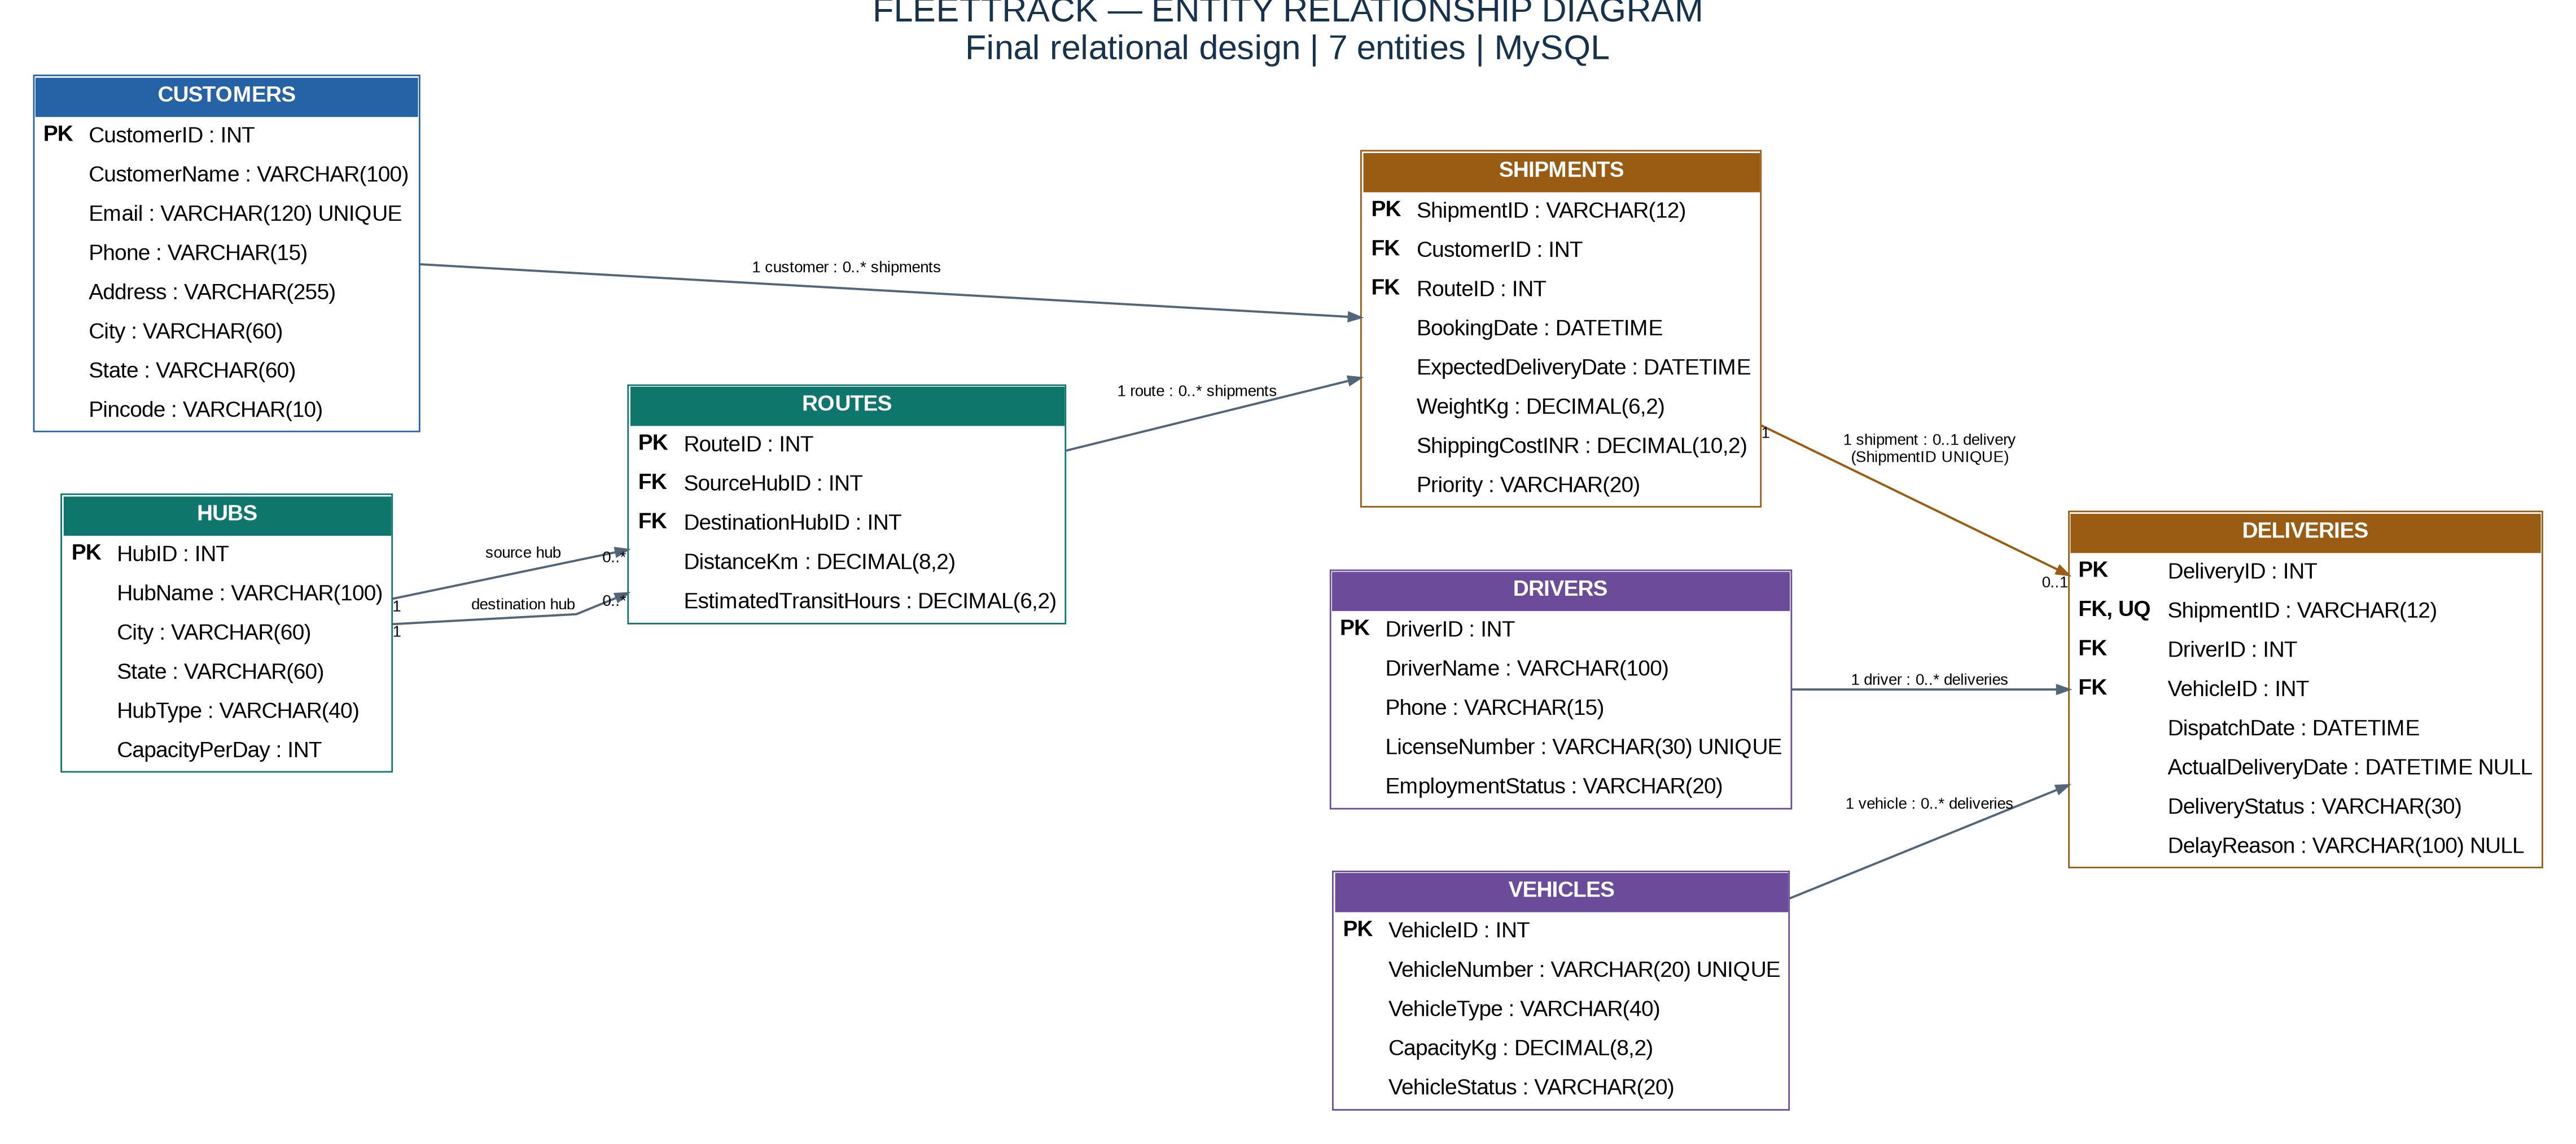 FLEETTRACK — ENTITY RELATIONSHIP DIAGRAM
Final relational design | 7 entities | MySQL
CUSTOMERS
PK CustomerID : INT
CustomerName : VARCHAR(100)
Email : VARCHAR(120) UNIQUE
Phone : VARCHAR(15)
Address : VARCHAR(255)
City : VARCHAR(60)
State : VARCHAR(60)
Pincode : VARCHAR(10)
1 customer : 0..* shipments
HUBS
PK HubID : INT
HubName : VARCHAR(100)
City : VARCHAR(60)
State : VARCHAR(60)
HubType : VARCHAR(40)
CapacityPerDay : INT
source hub
1
0..*
destination hub
1
0..*
ROUTES
PK RouteID : INT
FK SourceHubID : INT
FK DestinationHubID : INT
DistanceKm : DECIMAL(8,2)
EstimatedTransitHours : DECIMAL(6,2)
1 route : 0..* shipments
SHIPMENTS
PK ShipmentID : VARCHAR(12)
FK CustomerID : INT
FK RouteID : INT
BookingDate : DATETIME
ExpectedDeliveryDate : DATETIME
WeightKg : DECIMAL(6,2)
ShippingCostINR : DECIMAL(10,2)
Priority : VARCHAR(20)
1
1 shipment : 0..1 delivery
(ShipmentID UNIQUE)
0..1
DRIVERS
PK DriverID : INT
DriverName : VARCHAR(100)
Phone : VARCHAR(15)
LicenseNumber : VARCHAR(30) UNIQUE
EmploymentStatus : VARCHAR(20)
1 driver : 0..* deliveries
VEHICLES
PK VehicleID : INT
VehicleNumber : VARCHAR(20) UNIQUE
VehicleType : VARCHAR(40)
CapacityKg : DECIMAL(8,2)
VehicleStatus : VARCHAR(20)
1 vehicle : 0..* deliveries
DELIVERIES
PK DeliveryID : INT
FK, UQ ShipmentID : VARCHAR(12)
FK DriverID : INT
FK VehicleID : INT
DispatchDate : DATETIME
ActualDeliveryDate : DATETIME NULL
DeliveryStatus : VARCHAR(30)
DelayReason : VARCHAR(100) NULL